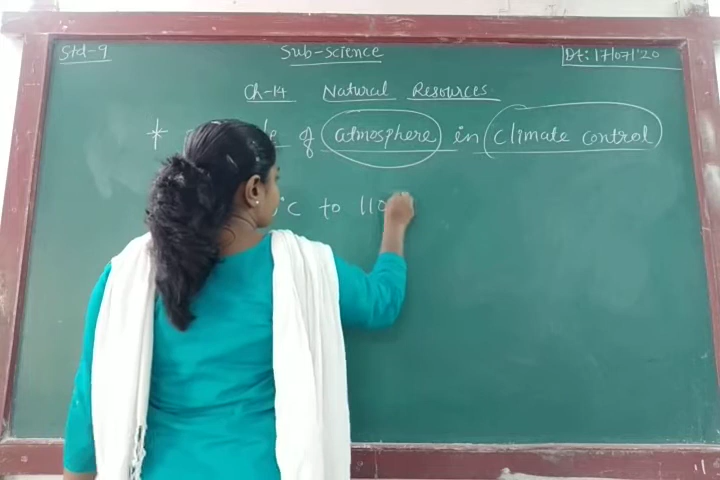 Std-9 Sub-science Dt: 17/07/'20
Ch-14 Natural Resources
* of atmosphere in climate control
°C to 110